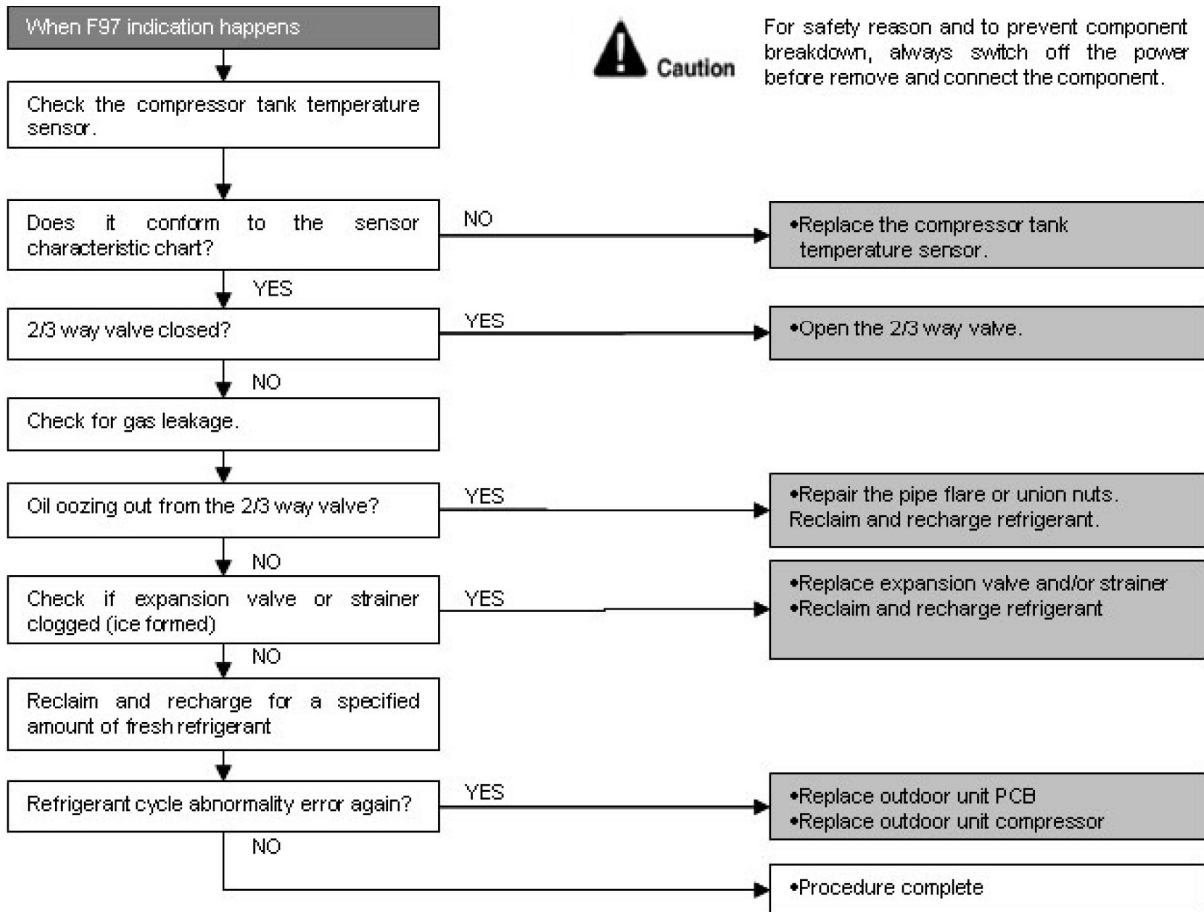 When F97 indication happens
Caution
For safety reason and to prevent component
breakdown, always switch off the power
before remove and connect the component.
Check the compressor tank temperature
sensor.
Does it conform to the sensor
characteristic chart?
NO
•Replace the compressor tank
temperature sensor.
YES
2/3 way valve closed?
YES
•Open the 2/3 way valve.
NO
Check for gas leakage.
Oil oozing out from the 2/3 way valve?
YES
•Repair the pipe flare or union nuts.
Reclaim and recharge refrigerant.
NO
Check if expansion valve or strainer
clogged (ice formed)
YES
•Replace expansion valve and/or strainer
•Reclaim and recharge refrigerant
NO
Reclaim and recharge for a specified
amount of fresh refrigerant
Refrigerant cycle abnormality error again?
YES
•Replace outdoor unit PCB
•Replace outdoor unit compressor
NO
•Procedure complete